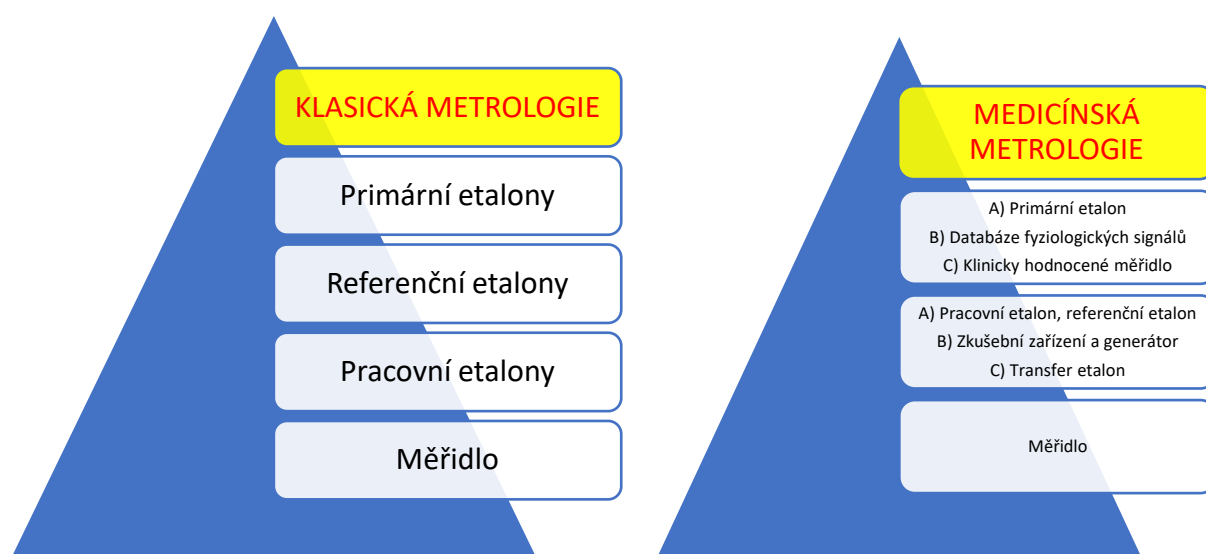 KLASICKÁ METROLOGIE
Primární etalony
Referenční etalony
Pracovní etalony
Měřidlo
MEDICÍNSKÁ
METROLOGIE
A) Primární etalon
B) Databáze fyziologických signálů
C) Klinicky hodnocené měřidlo
A) Pracovní etalon, referenční etalon
B) Zkušební zařízení a generátor
C) Transfer etalon
Měřidlo